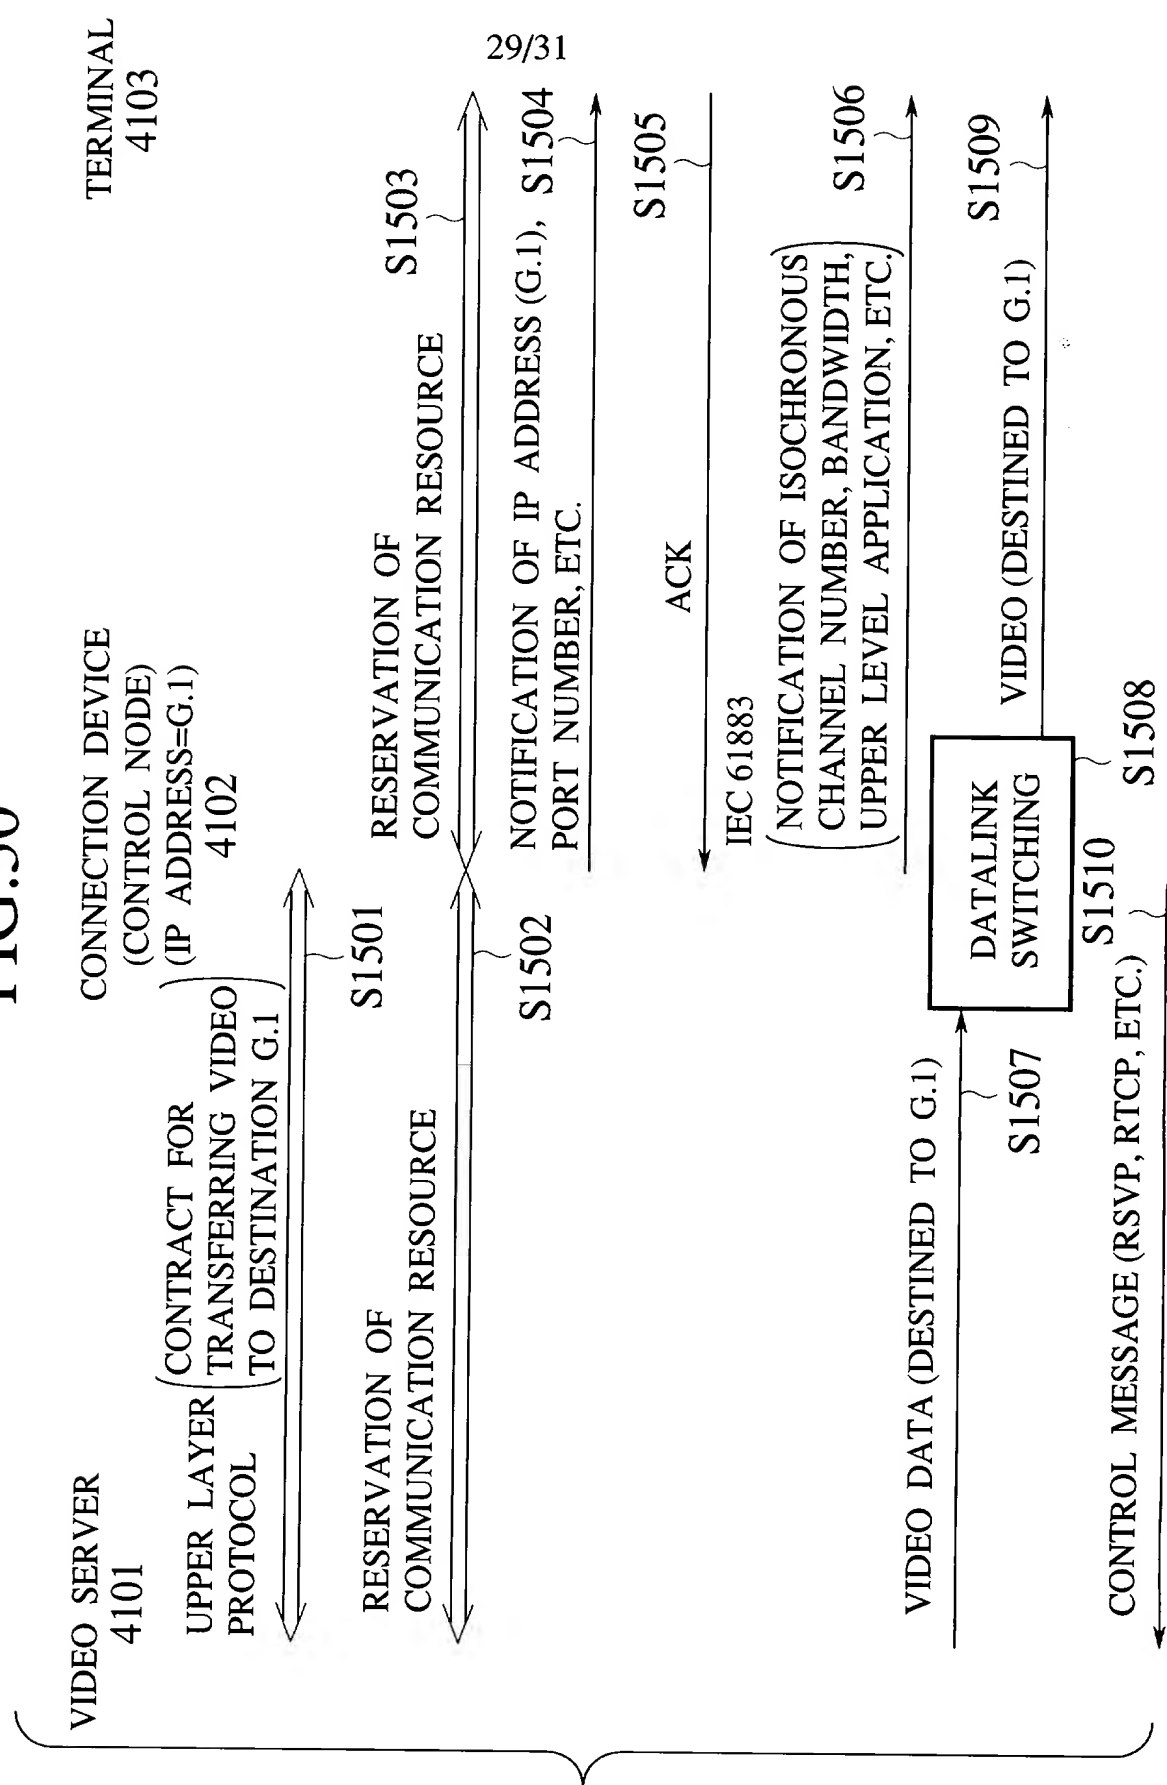 29/31
VIDEO SERVER
4101
CONNECTION DEVICE
(CONTROL NODE)
(IP ADDRESS=G.1)
4102
TERMINAL
4103
UPPER LAYER
PROTOCOL
CONTRACT FOR
TRANSFERRING VIDEO
TO DESTINATION G.1
S1501
RESERVATION OF
COMMUNICATION RESOURCE
S1502
RESERVATION OF
COMMUNICATION RESOURCE
S1503
NOTIFICATION OF IP ADDRESS (G.1),
PORT NUMBER, ETC.
S1504
ACK
S1505
IEC 61883
(NOTIFICATION OF ISOCHRONOUS
CHANNEL NUMBER, BANDWIDTH,
UPPER LEVEL APPLICATION, ETC.)
S1506
VIDEO DATA (DESTINED TO G.1)
S1507
DATALINK
SWITCHING
S1508
VIDEO (DESTINED TO G.1)
S1509
CONTROL MESSAGE (RSVP, RTCP, ETC.)
S1510